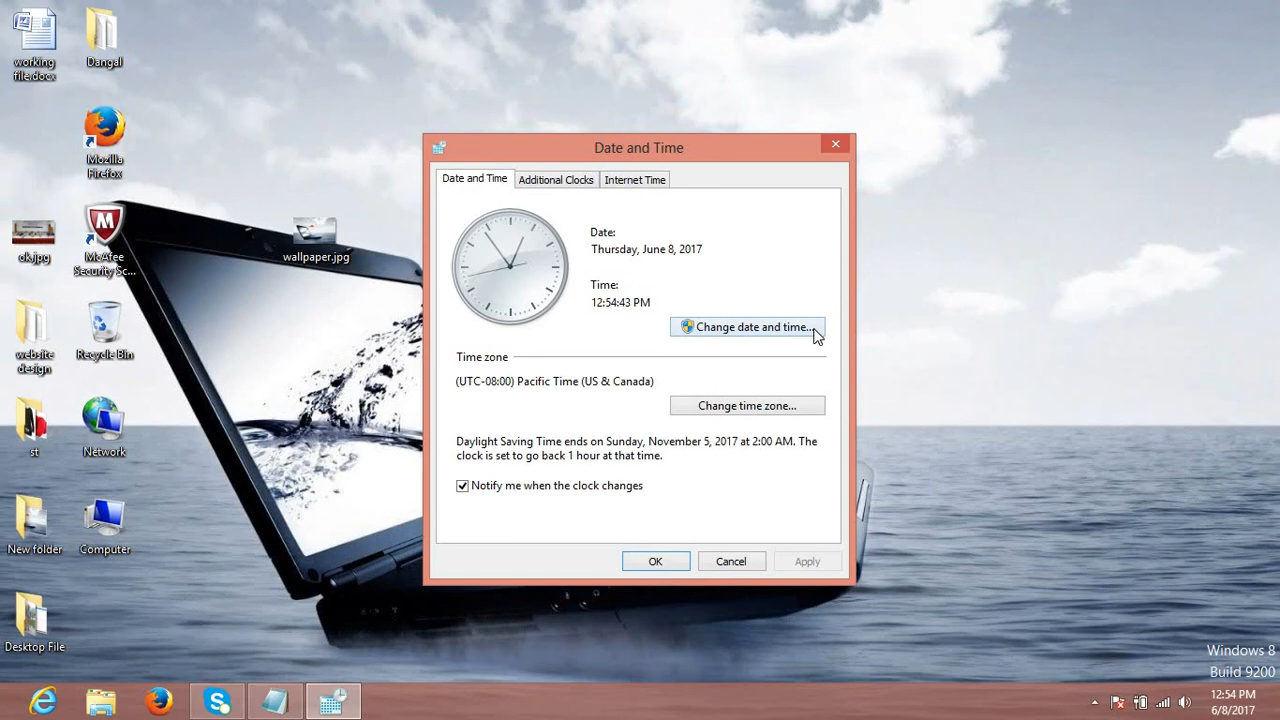 working
file.docx
Dangal
Mozilla
Firefox
ck.jpg
McAfee
Security Sc...
wallpaper.jpg
website
design
Recycle Bin
st
Network
New folder
Computer
Desktop File
Date and Time
Date and Time
Additional Clocks
Internet Time
Date:
Thursday, June 8, 2017
Time:
12:54:43 PM
Change date and time...
Time zone
(UTC-08:00) Pacific Time (US & Canada)
Change time zone...
Daylight Saving Time ends on Sunday, November 5, 2017 at 2:00 AM. The
clock is set to go back 1 hour at that time.
Notify me when the clock changes
OK
Cancel
Apply
Windows 8
Build 9200
12:54 PM
6/8/2017